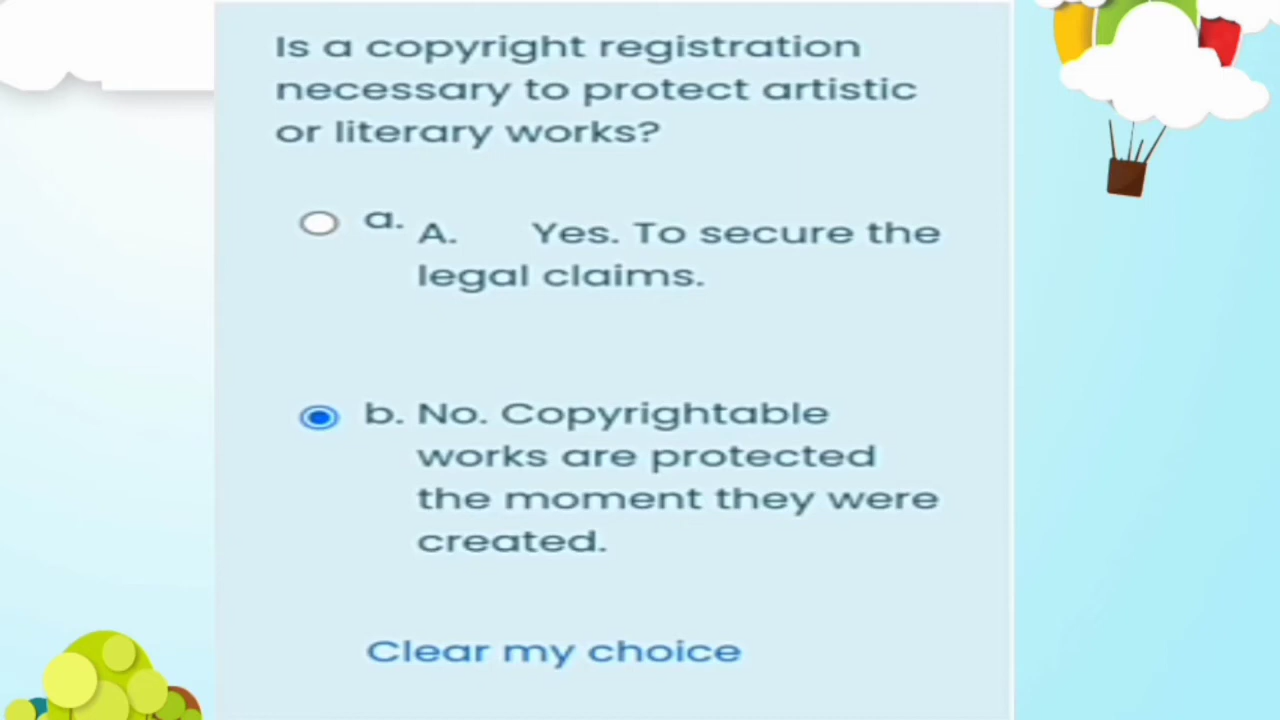 Is a copyright registration
necessary to protect artistic
or literary works?
a. A. Yes. To secure the
legal claims.
b. No. Copyrightable
works are protected
the moment they were
created.
Clear my choice